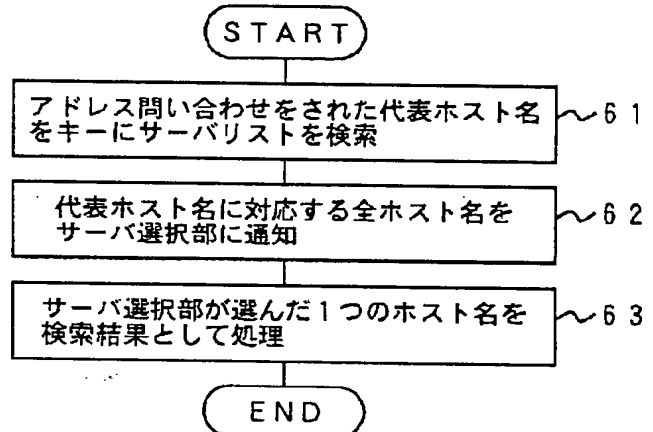 START
アドレス問い合わせをされた代表ホスト名
をキーにサーバリストを検索
61
代表ホスト名に対応する全ホスト名を
サーバ選択部に通知
62
サーバ選択部が選んだ1つのホスト名を
検索結果として処理
63
END